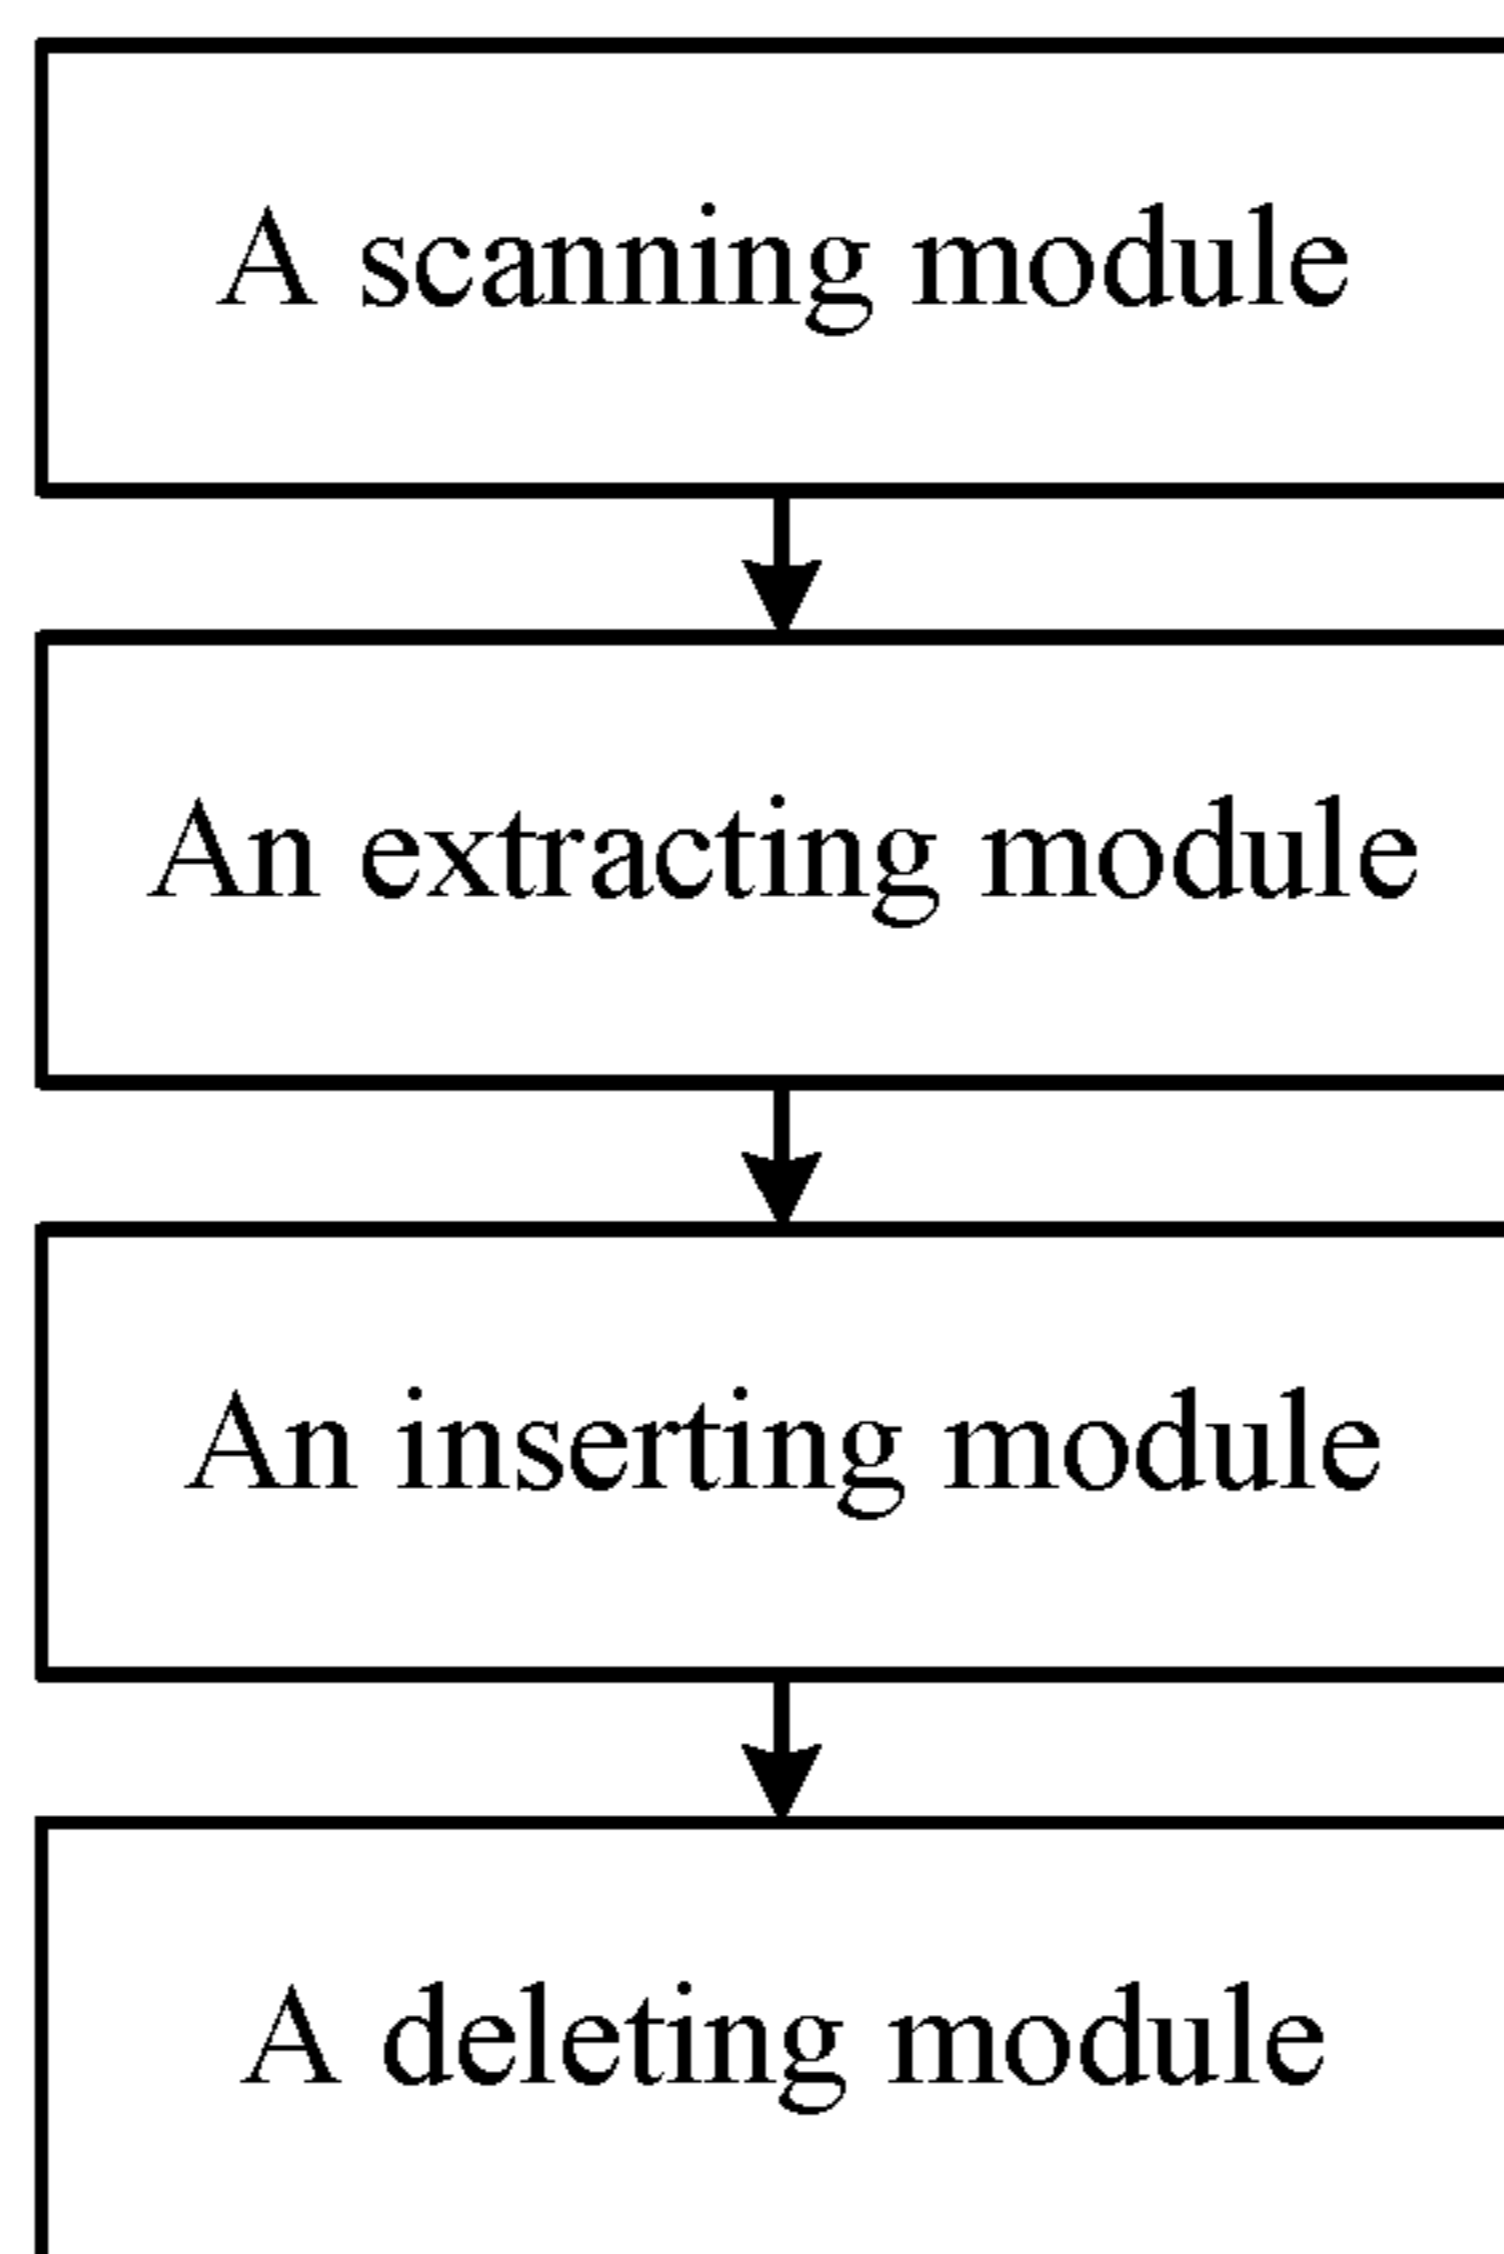 A scanning module
An extracting module
An inserting module
A deleting module